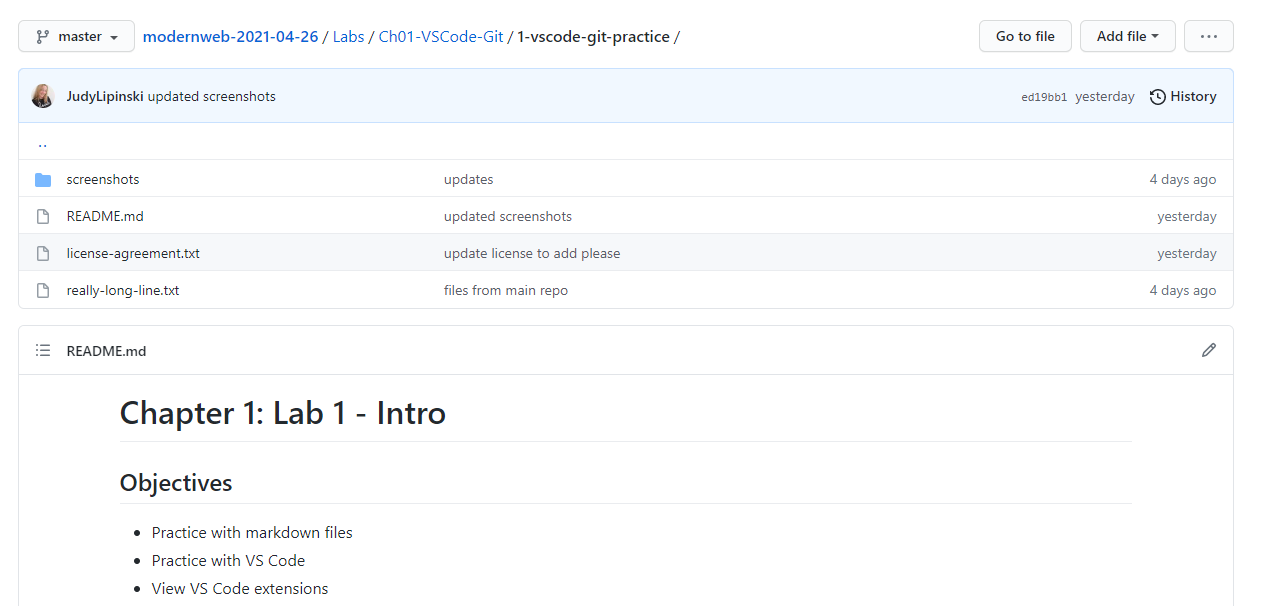 master modernweb-2021-04-26 / Labs / Ch01-VSCode-Git / 1-vscode-git-practice / Go to file Add file ...
JudyLipinski updated screenshots ed19bb1 yesterday History
..
screenshots updates 4 days ago
README.md updated screenshots yesterday
license-agreement.txt update license to add please yesterday
really-long-line.txt files from main repo 4 days ago
README.md
Chapter 1: Lab 1 - Intro
Objectives
• Practice with markdown files
• Practice with VS Code
• View VS Code extensions